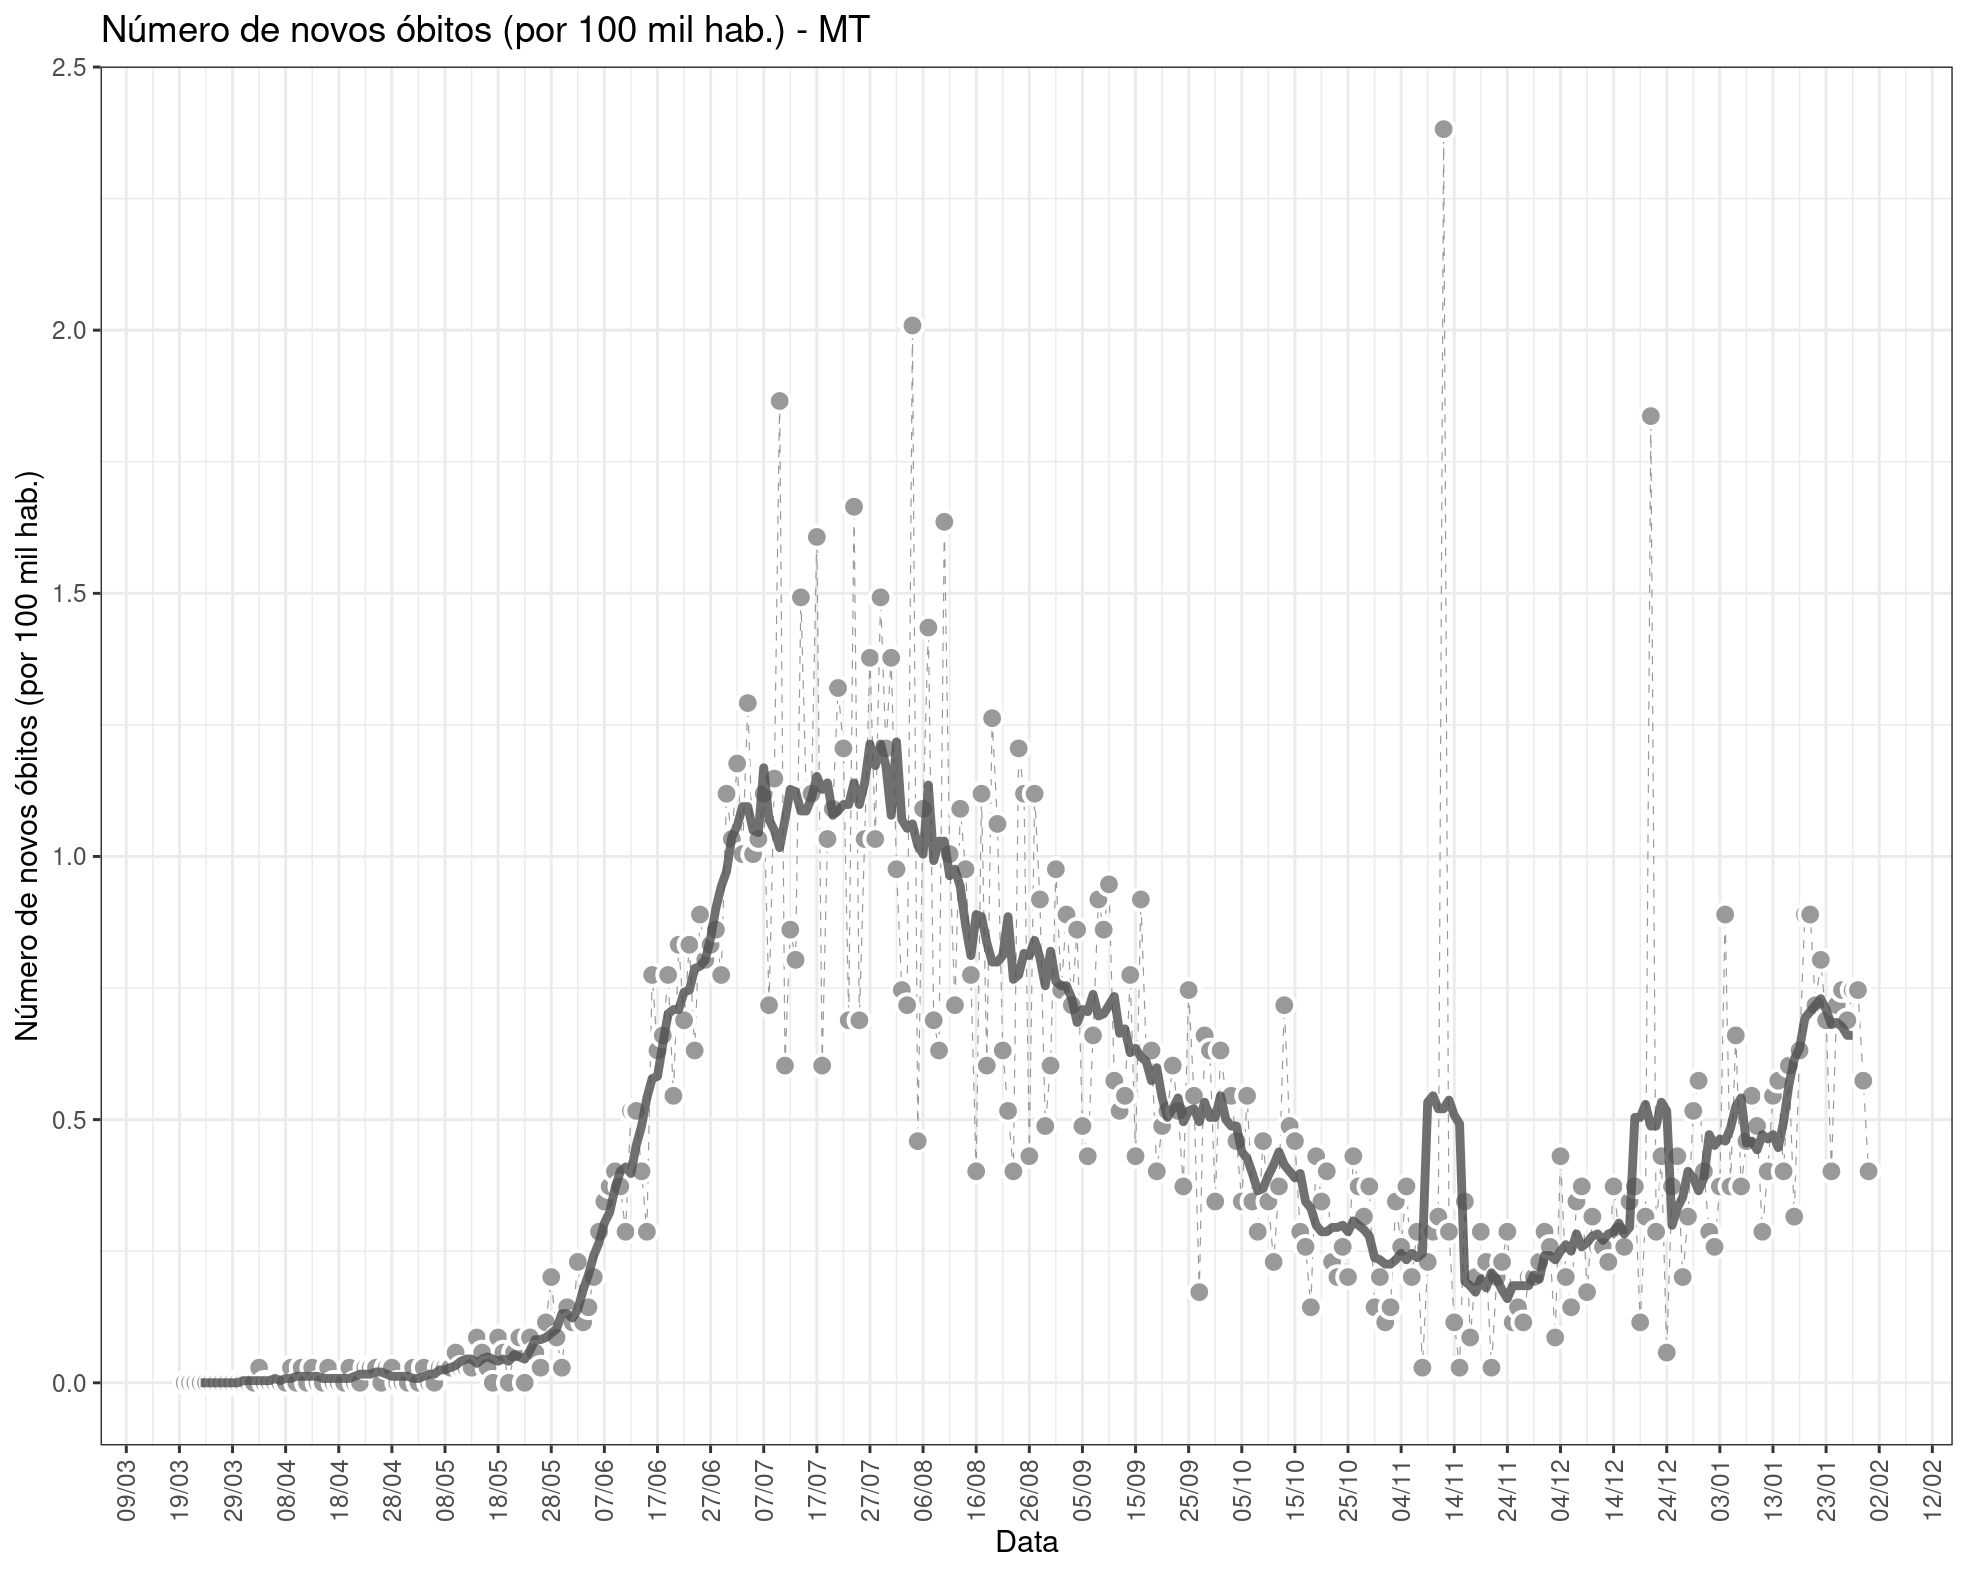 Número de novos óbitos (por 100 mil hab.) - MT
Número de novos óbitos (por 100 mil hab.)
2.5
2.0
1.5
1.0
0.5
0.0
09/03 19/03 29/03 08/04 18/04 28/04 08/05 18/05 28/05 07/06 17/06 27/06 07/07 17/07 27/07 06/08 16/08 26/08 05/09 15/09 25/09 05/10 15/10 25/10 04/11 14/11 24/11 04/12 14/12 24/12 03/01 13/01 23/01 02/02 12/02
Data